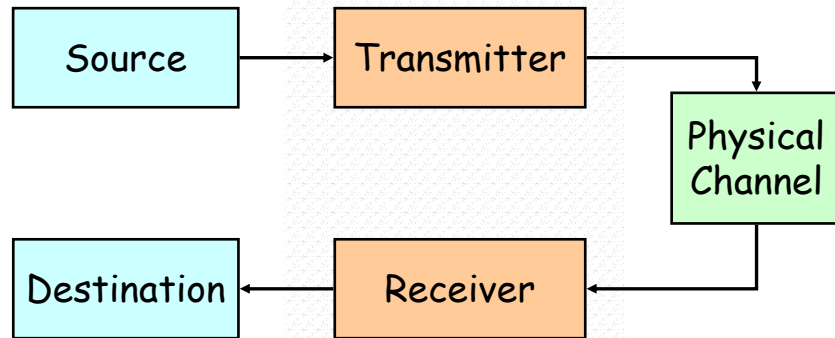 Source
Transmitter
Physical
Channel
Destination
Receiver